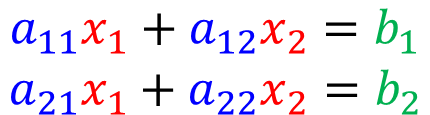 a₁₁x₁ + a₁₂x₂ = b₁
a₂₁x₁ + a₂₂x₂ = b₂